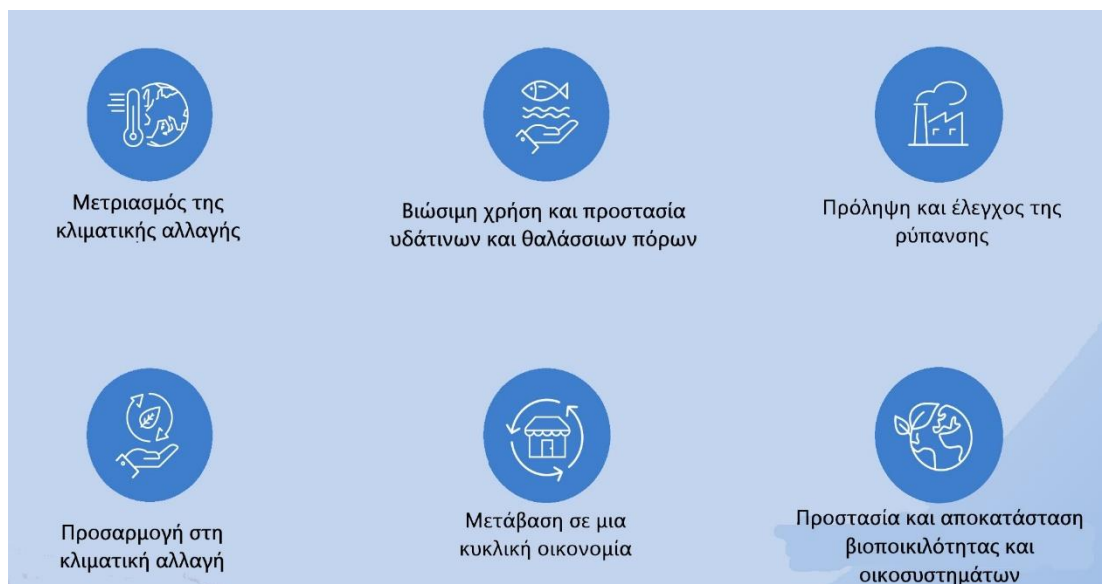 Μετριασμός της
κλιματικής αλλαγής
Βιώσιμη χρήση και προστασία
υδάτινων και θαλάσσιων πόρων
Πρόληψη και έλεγχος της
ρύπανσης
Προσαρμογή στη
κλιματική αλλαγή
Μετάβαση σε μια
κυκλική οικονομία
Προστασία και αποκατάσταση
βιοποικιλότητας και
οικοσυστημάτων